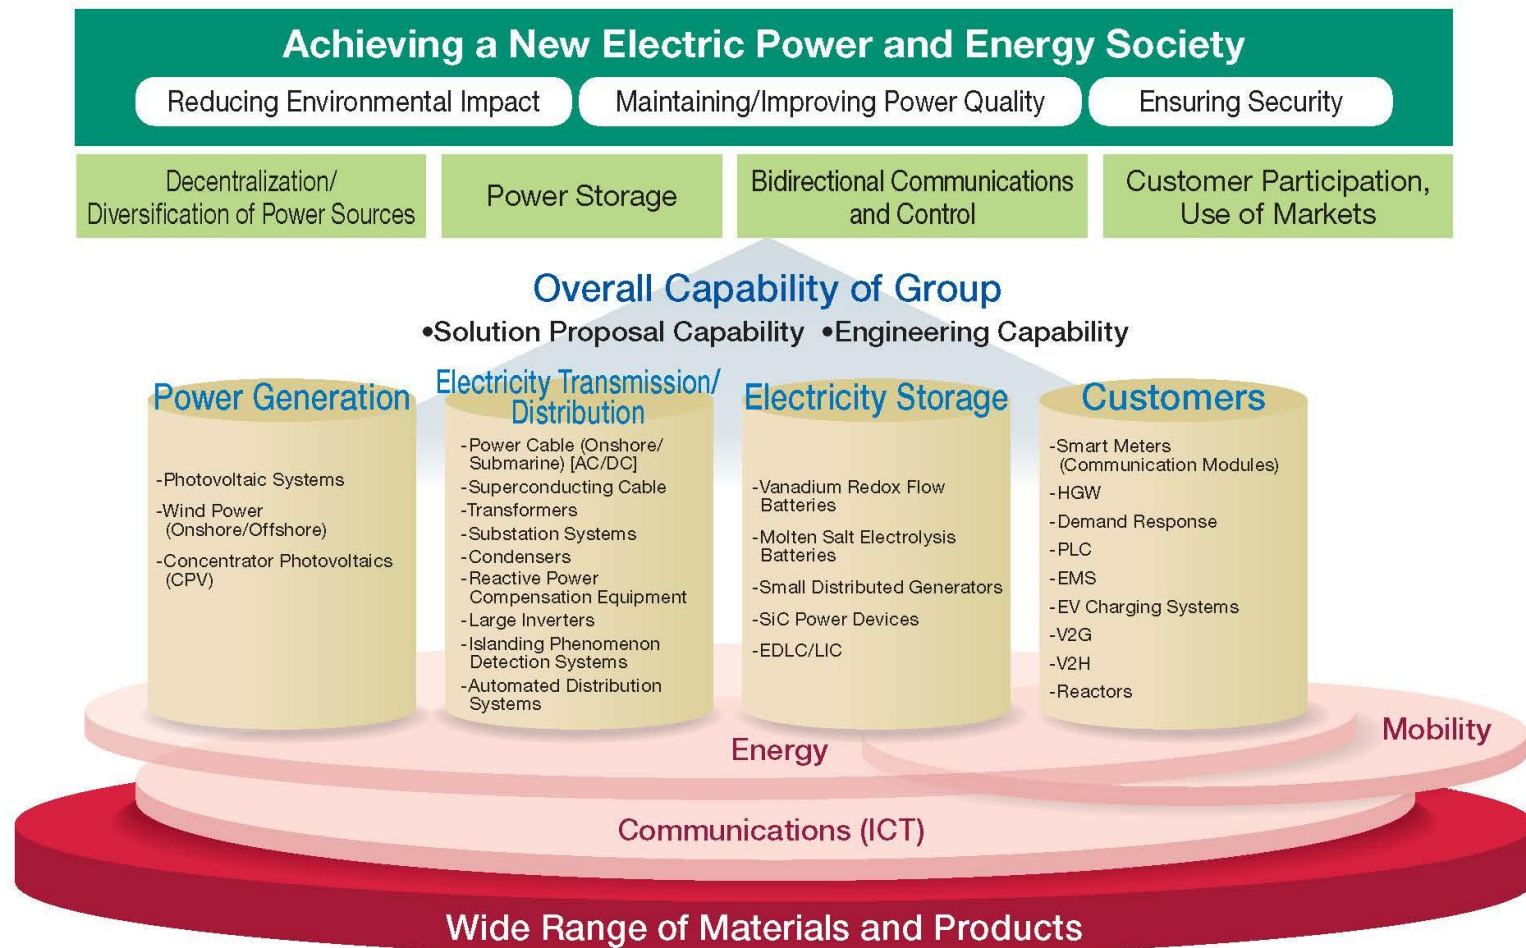 Achieving a New Electric Power and Energy Society
Reducing Environmental Impact
Maintaining/Improving Power Quality
Ensuring Security
Decentralization/
Diversification of Power Sources
Power Storage
Bidirectional Communications
and Control
Customer Participation,
Use of Markets
Overall Capability of Group
•Solution Proposal Capability •Engineering Capability
Power Generation
-Photovoltaic Systems
-Wind Power
(Onshore/Offshore)
-Concentrator Photovoltaics
(CPV)
Electricity Transmission/
Distribution
-Power Cable (Onshore/
Submarine) [AC/DC]
-Superconducting Cable
-Transformers
-Substation Systems
-Condensers
-Reactive Power
Compensation Equipment
-Large Inverters
-Islanding Phenomenon
Detection Systems
-Automated Distribution
Systems
Electricity Storage
-Vanadium Redox Flow
Batteries
-Molten Salt Electrolysis
Batteries
-Small Distributed Generators
-SiC Power Devices
-EDLC/LIC
Customers
-Smart Meters
(Communication Modules)
-HGW
-Demand Response
-PLC
-EMS
-EV Charging Systems
-V2G
-V2H
-Reactors
Mobility
Energy
Communications (ICT)
Wide Range of Materials and Products